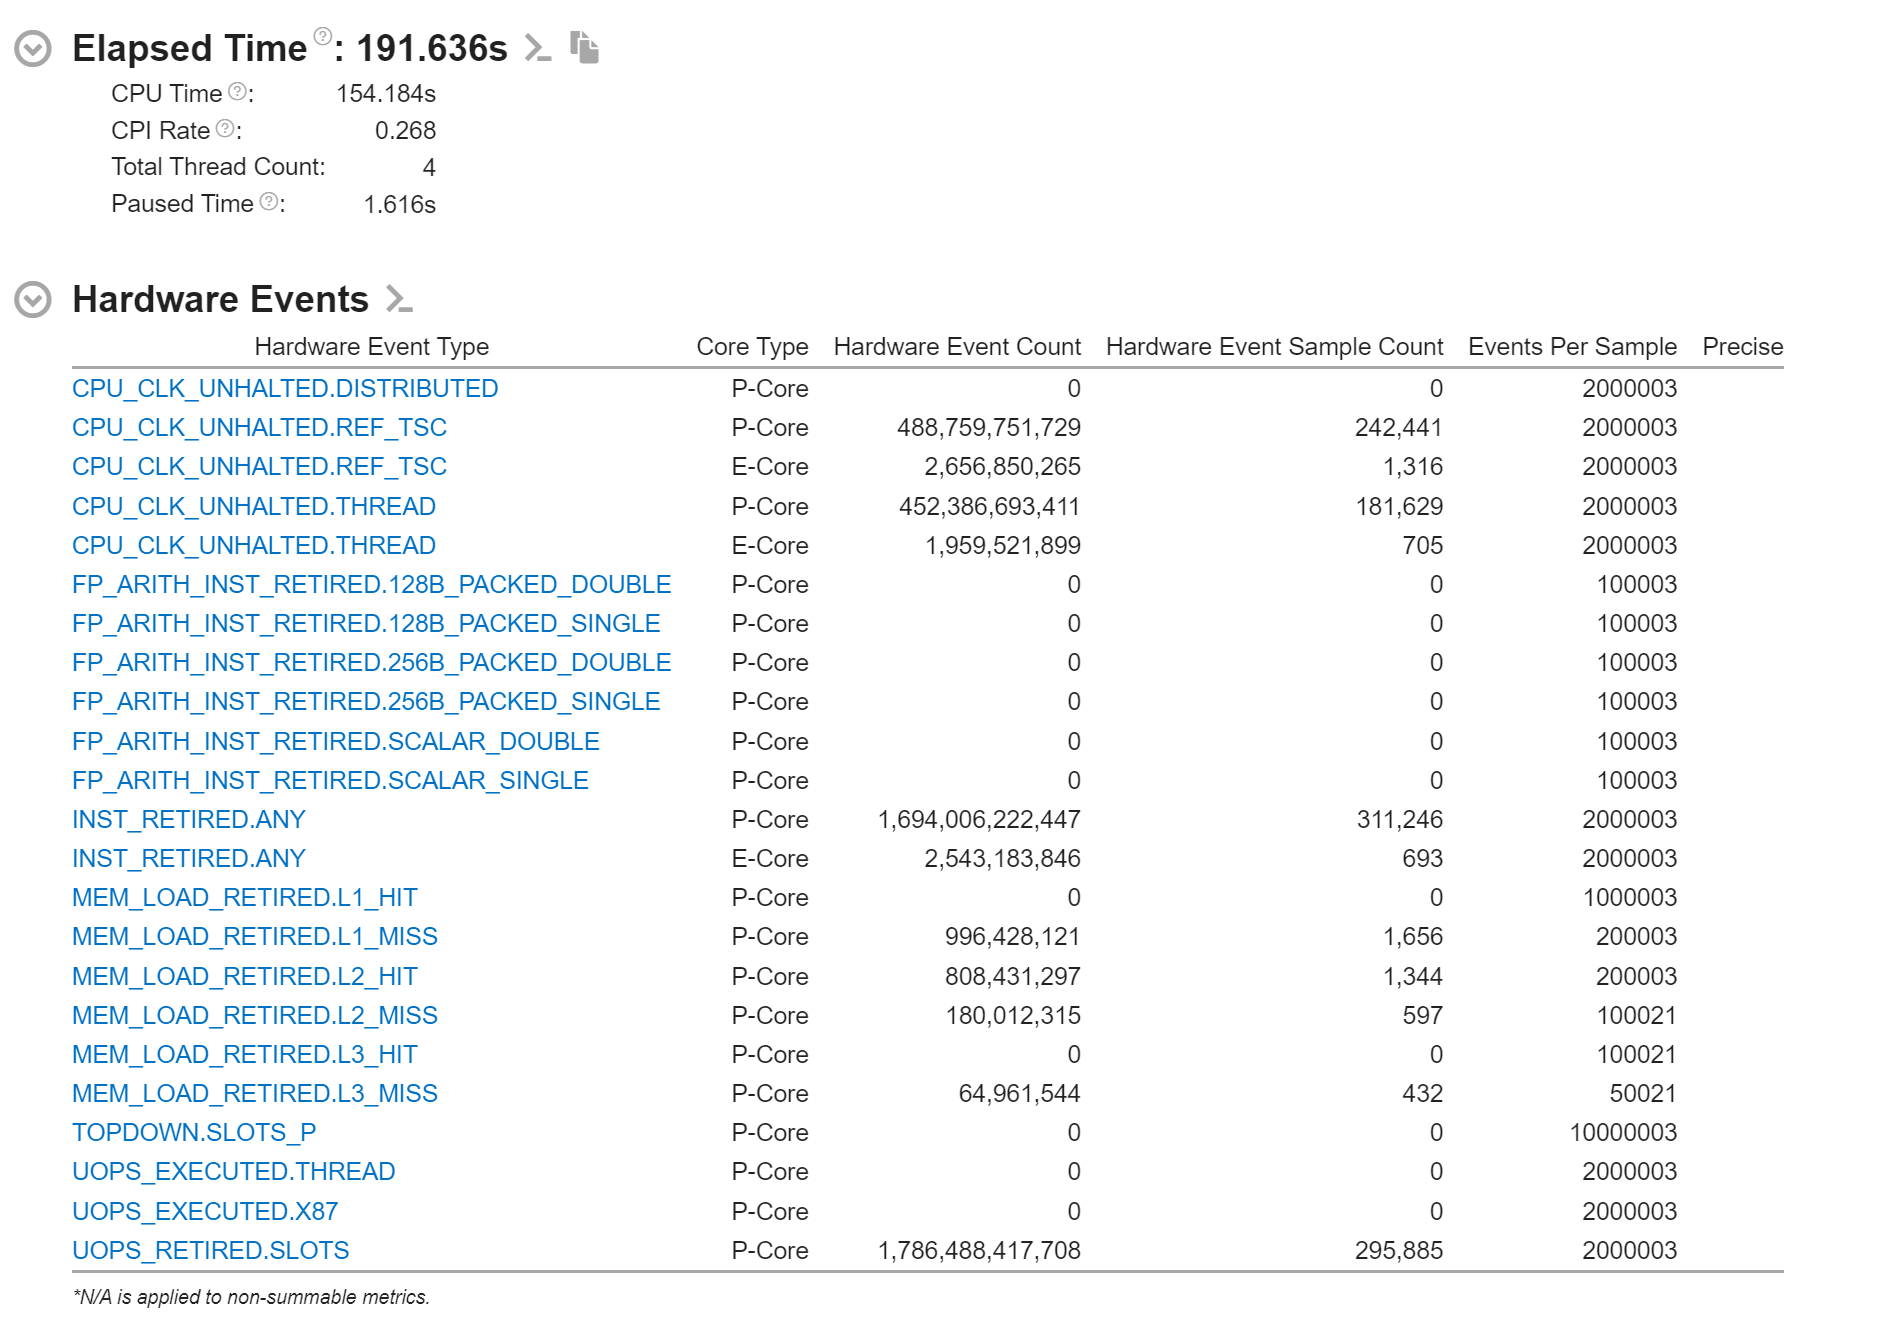 Elapsed Time ?: 191.636s
CPU Time ?: 154.184s
CPI Rate ?: 0.268
Total Thread Count: 4
Paused Time ?: 1.616s
Hardware Events
Hardware Event Type Core Type Hardware Event Count Hardware Event Sample Count Events Per Sample Precise
CPU_CLK_UNHALTED.DISTRIBUTED P-Core 0 0 2000003
CPU_CLK_UNHALTED.REF_TSC P-Core 488,759,751,729 242,441 2000003
CPU_CLK_UNHALTED.REF_TSC E-Core 2,656,850,265 1,316 2000003
CPU_CLK_UNHALTED.THREAD P-Core 452,386,693,411 181,629 2000003
CPU_CLK_UNHALTED.THREAD E-Core 1,959,521,899 705 2000003
FP_ARITH_INST_RETIRED.128B_PACKED_DOUBLE P-Core 0 0 100003
FP_ARITH_INST_RETIRED.128B_PACKED_SINGLE P-Core 0 0 100003
FP_ARITH_INST_RETIRED.256B_PACKED_DOUBLE P-Core 0 0 100003
FP_ARITH_INST_RETIRED.256B_PACKED_SINGLE P-Core 0 0 100003
FP_ARITH_INST_RETIRED.SCALAR_DOUBLE P-Core 0 0 100003
FP_ARITH_INST_RETIRED.SCALAR_SINGLE P-Core 0 0 100003
INST_RETIRED.ANY P-Core 1,694,006,222,447 311,246 2000003
INST_RETIRED.ANY E-Core 2,543,183,846 693 2000003
MEM_LOAD_RETIRED.L1_HIT P-Core 0 0 1000003
MEM_LOAD_RETIRED.L1_MISS P-Core 996,428,121 1,656 200003
MEM_LOAD_RETIRED.L2_HIT P-Core 808,431,297 1,344 200003
MEM_LOAD_RETIRED.L2_MISS P-Core 180,012,315 597 100021
MEM_LOAD_RETIRED.L3_HIT P-Core 0 0 100021
MEM_LOAD_RETIRED.L3_MISS P-Core 64,961,544 432 50021
TOPDOWN.SLOTS_P P-Core 0 0 10000003
UOPS_EXECUTED.THREAD P-Core 0 0 2000003
UOPS_EXECUTED.X87 P-Core 0 0 2000003
UOPS_RETIRED.SLOTS P-Core 1,786,488,417,708 295,885 2000003
*N/A is applied to non-summable metrics.